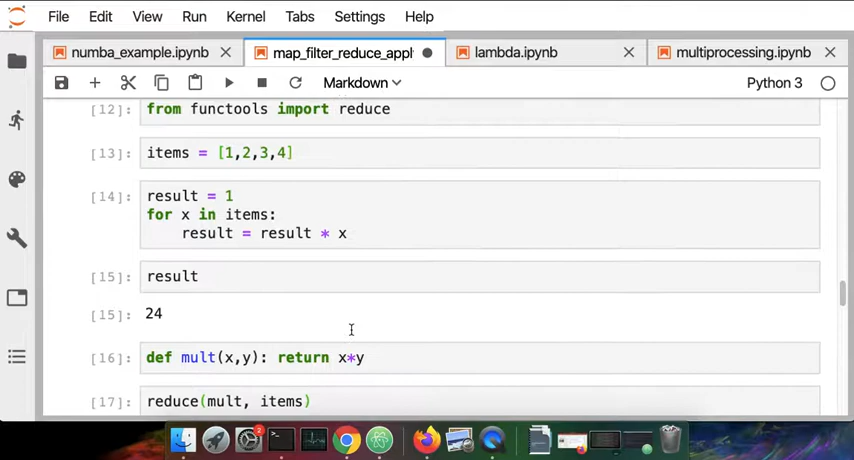 File Edit View Run Kernel Tabs Settings Help
numba_example.ipynb map_filter_reduce_appl lambda.ipynb multiprocessing.ipynb
Markdown Python 3
[12]: from functools import reduce
[13]: items = [1,2,3,4]
[14]: result = 1
for x in items:
result = result * x
[15]: result
[15]: 24
[16]: def mult(x,y): return x*y
[17]: reduce(mult, items)
2